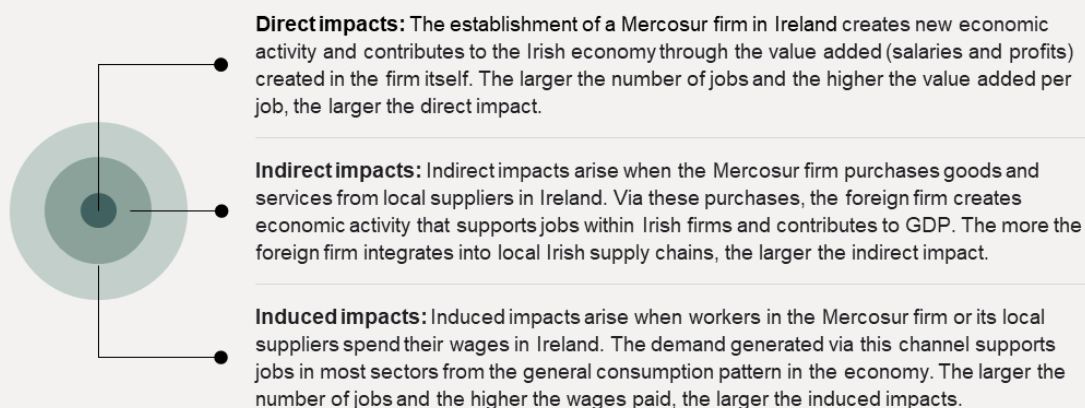 Direct impacts: The establishment of a Mercosur firm in Ireland creates new economic
activity and contributes to the Irish economy through the value added (salaries and profits)
created in the firm itself. The larger the number of jobs and the higher the value added per
job, the larger the direct impact.
Indirect impacts: Indirect impacts arise when the Mercosur firm purchases goods and
services from local suppliers in Ireland. Via these purchases, the foreign firm creates
economic activity that supports jobs within Irish firms and contributes to GDP. The more the
foreign firm integrates into local Irish supply chains, the larger the indirect impact.
Induced impacts: Induced impacts arise when workers in the Mercosur firm or its local
suppliers spend their wages in Ireland. The demand generated via this channel supports
jobs in most sectors from the general consumption pattern in the economy. The larger the
number of jobs and the higher the wages paid, the larger the induced impacts.